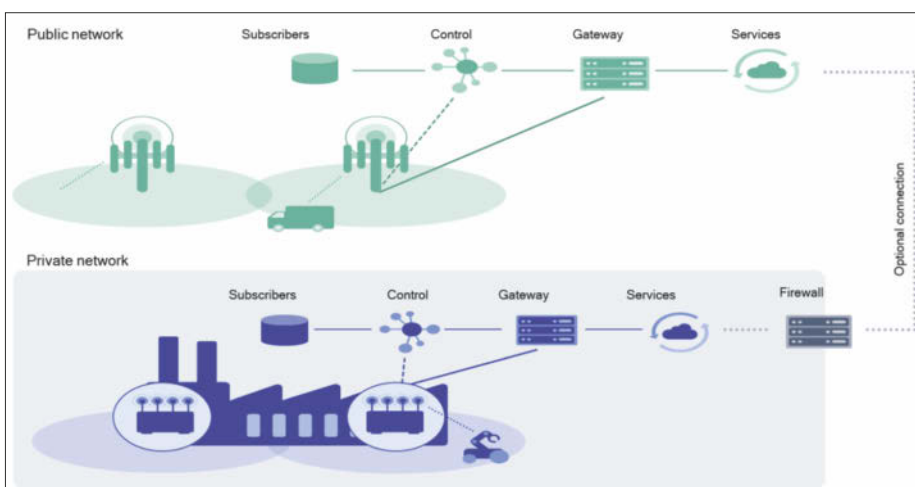 Public network
Subscribers
Control
Gateway
Services
Optional connection
Private network
Subscribers
Control
Gateway
Services
Firewall